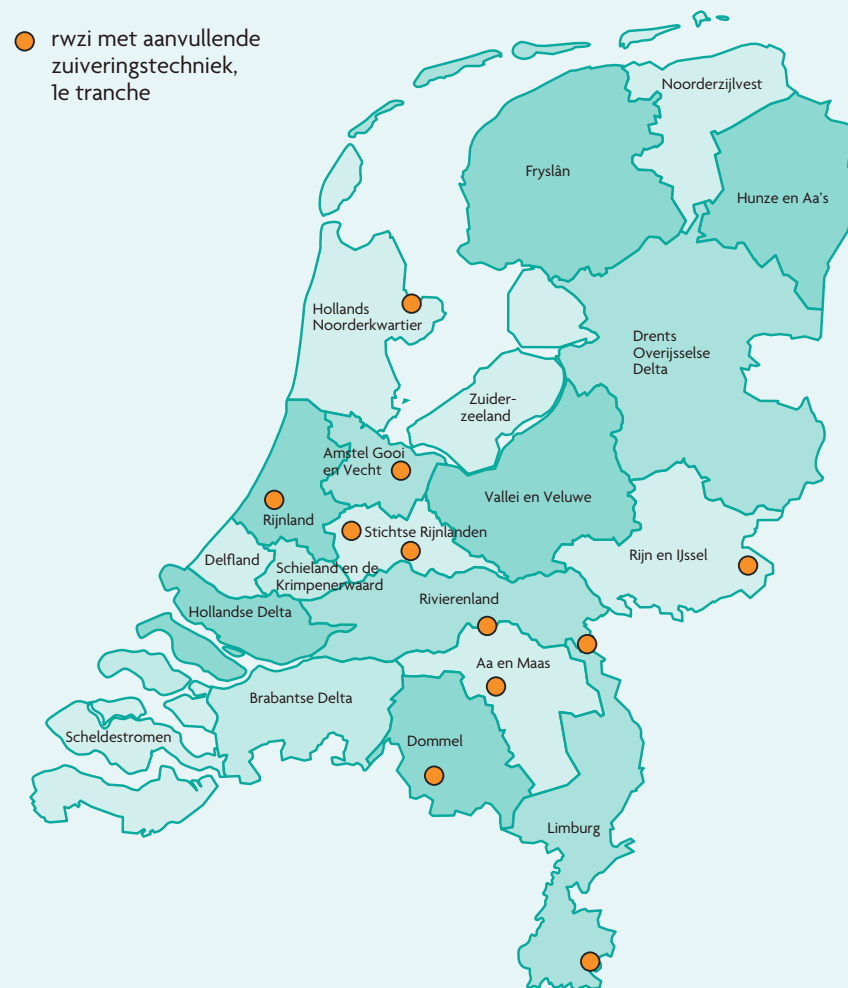 rwzi met aanvullende
zuiveringstechniek,
1e tranche
Noorderzijlvest
Fryslân
Hunze en Aa's
Hollands
Noorderkwartier
Drents
Overijsselse
Delta
Zuider-
zeeland
Amstel Gooi
en Vecht
Vallei en Veluwe
Rijnland
Stichtse Rijnlanden
Delfland
Schieland en de
Krimpenerwaard
Rijn en IJssel
Hollandse Delta
Rivierenland
Aa en Maas
Brabantse Delta
Scheldestromen
Dommel
Limburg